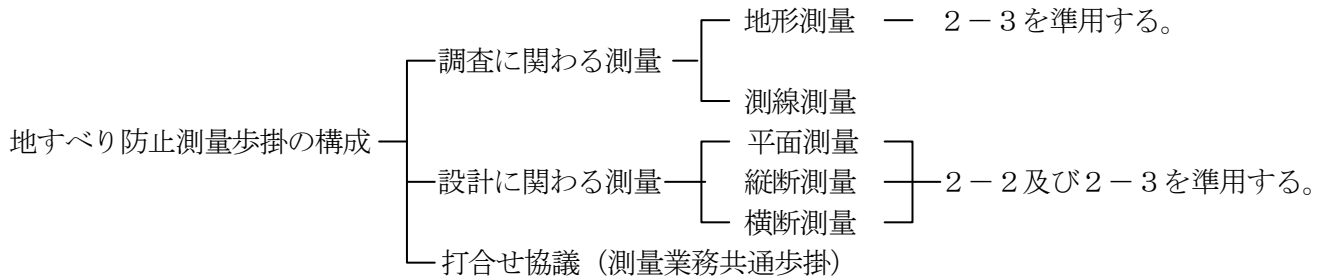 地形測量 2－3を準用する。
調査に関わる測量
測線測量
地すべり防止測量歩掛の構成
平面測量
設計に関わる測量 縦断測量 2－2及び2－3を準用する。
横断測量
打合せ協議（測量業務共通歩掛）